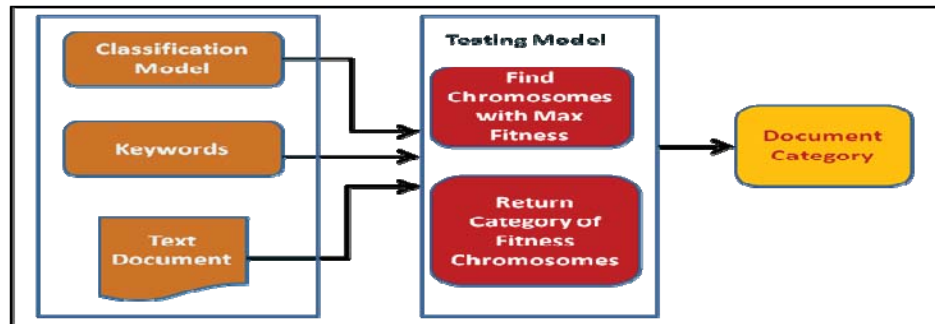 Classification
Model
Keywords
Text
Document
Testing Model
Find
Chromosomes
with Max
Fitness
Return
Category of
Fitness
Chromosomes
Document
Category